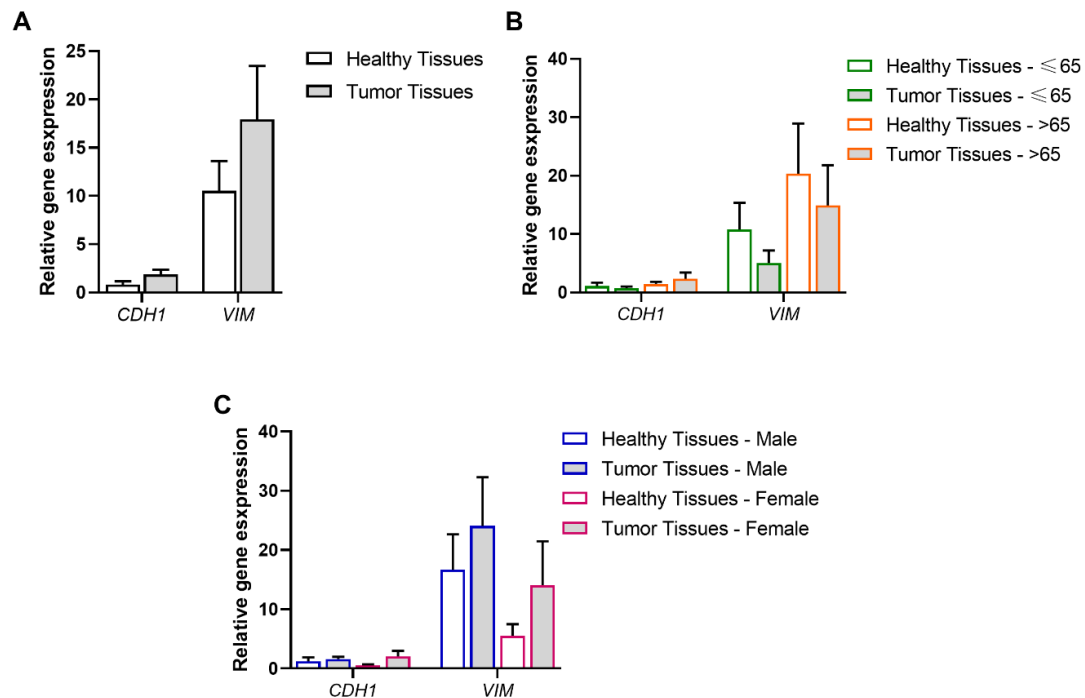 A
Relative gene esxpression
25
20
15
10
5
0
CDH1
VIM
Healthy Tissues
Tumor Tissues
B
Relative gene esxpression
40
30
20
10
0
CDH1
VIM
Healthy Tissues - ≤65
Tumor Tissues - ≤65
Healthy Tissues - >65
Tumor Tissues - >65
C
Relative gene esxpression
40
30
20
10
0
CDH1
VIM
Healthy Tissues - Male
Tumor Tissues - Male
Healthy Tissues - Female
Tumor Tissues - Female